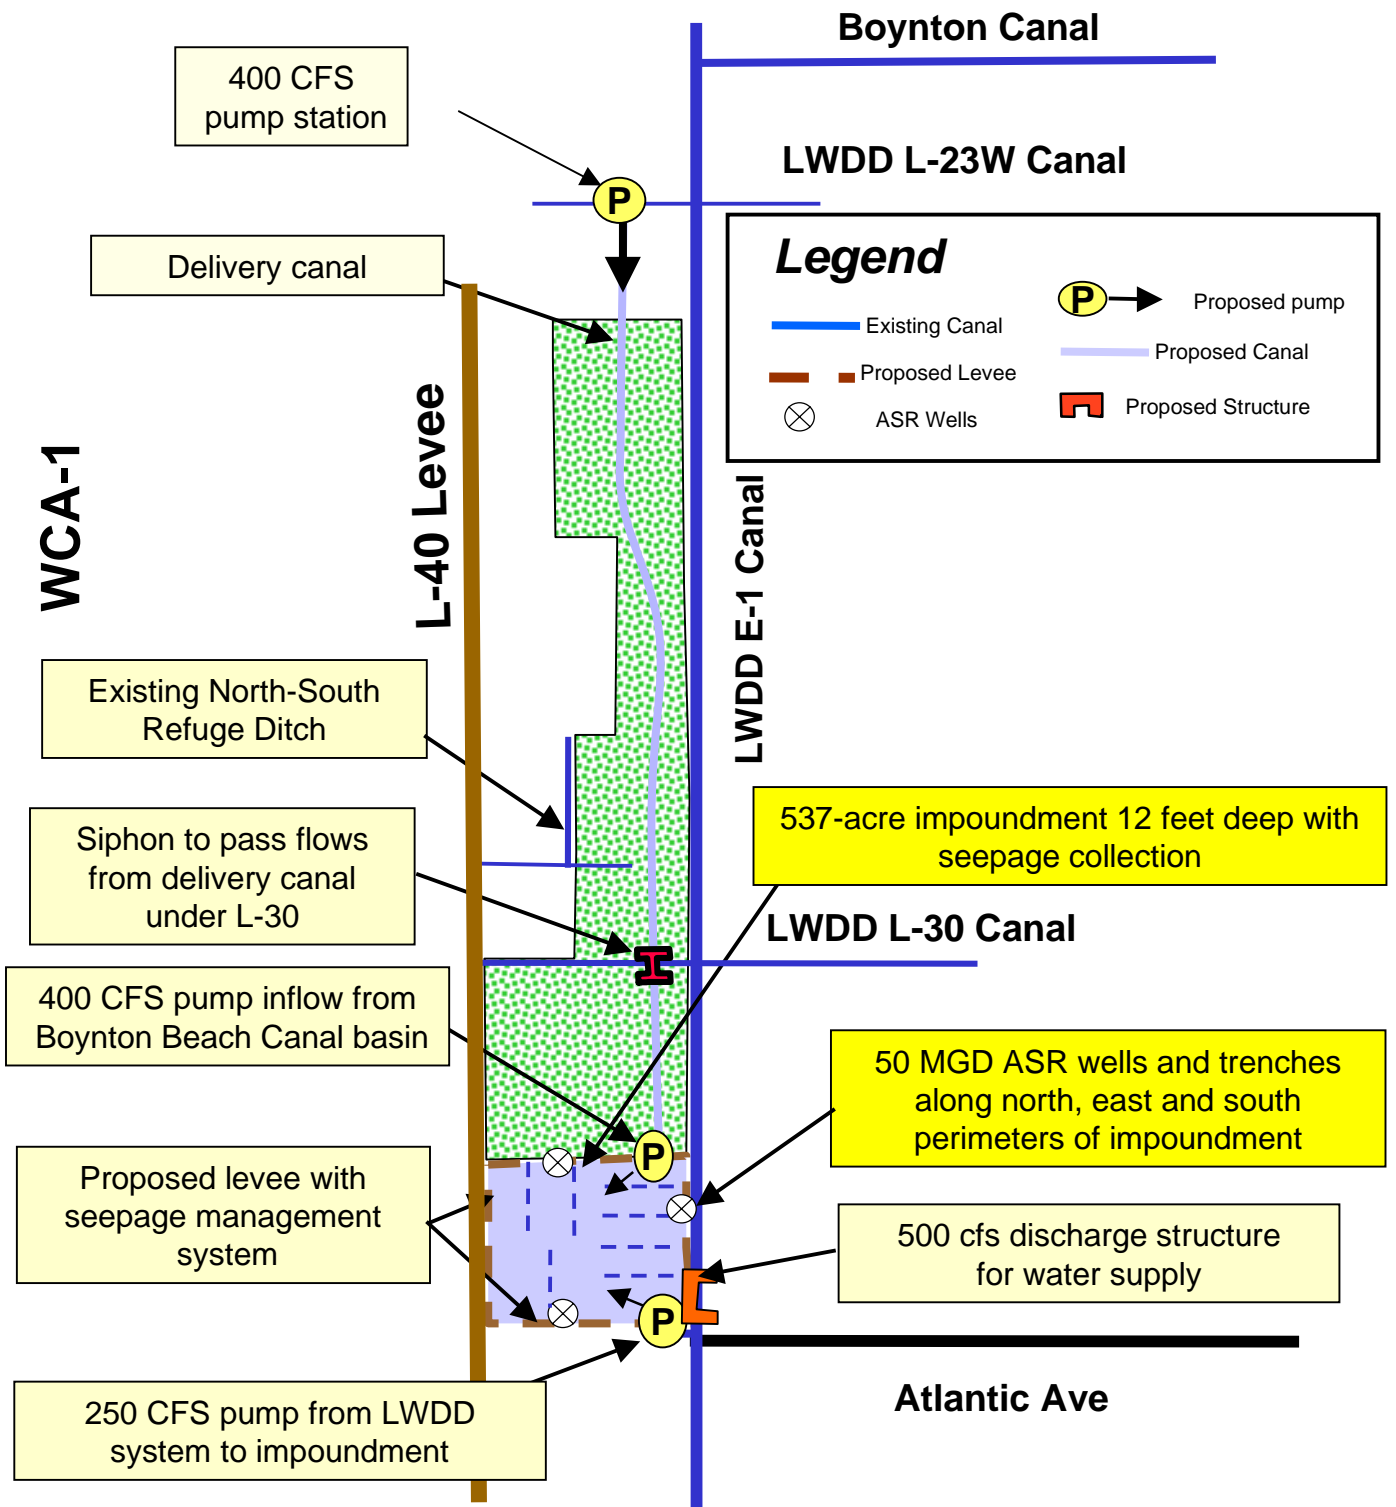 Boynton Canal
400 CFS
pump station
LWDD L-23W Canal
P
Delivery canal
Legend
P
Proposed pump
Existing Canal
Proposed Canal
Proposed Levee
Proposed Structure
ASR Wells
WCA-1
L-40 Levee
LWDD E-1 Canal
Existing North-South
Refuge Ditch
537-acre impoundment 12 feet deep with
seepage collection
Siphon to pass flows
from delivery canal
under L-30
LWDD L-30 Canal
400 CFS pump inflow from
Boynton Beach Canal basin
50 MGD ASR wells and trenches
along north, east and south
perimeters of impoundment
P
Proposed levee with
seepage management
system
500 cfs discharge structure
for water supply
P
Atlantic Ave
250 CFS pump from LWDD
system to impoundment